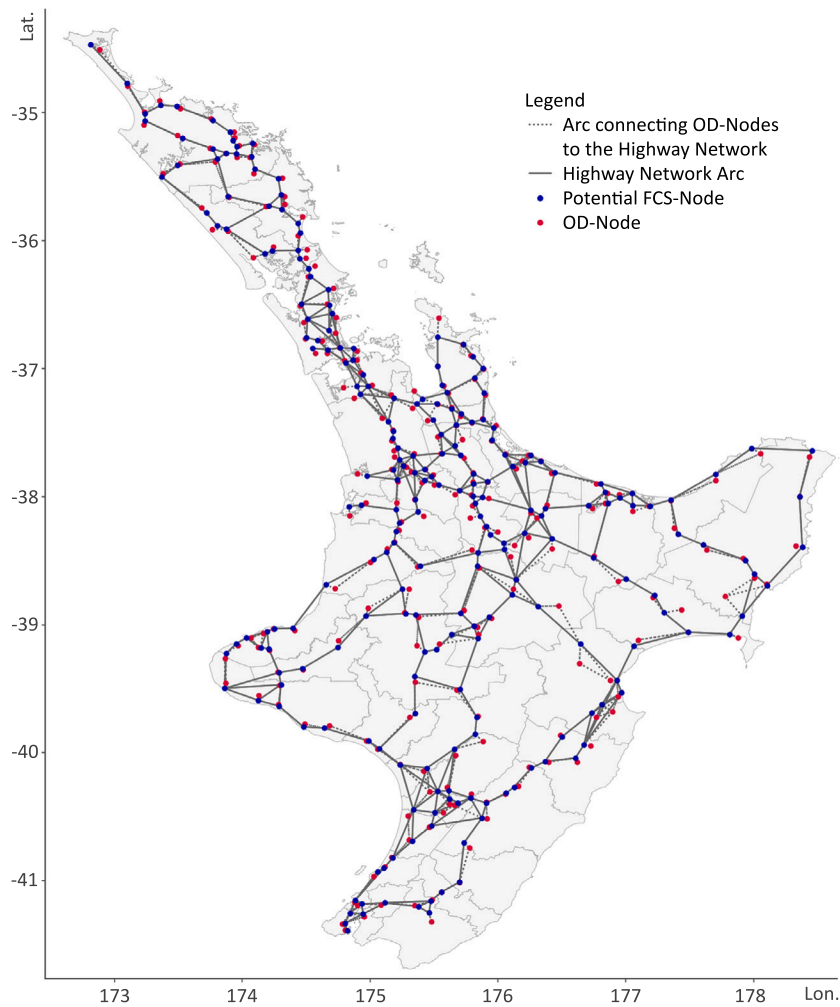 Lat.
-35
-36
-37
-38
-39
-40
-41
Legend
Arc connecting OD-Nodes
to the Highway Network
Highway Network Arc
Potential FCS-Node
OD-Node
173 174 175 176 177 178 Lon.